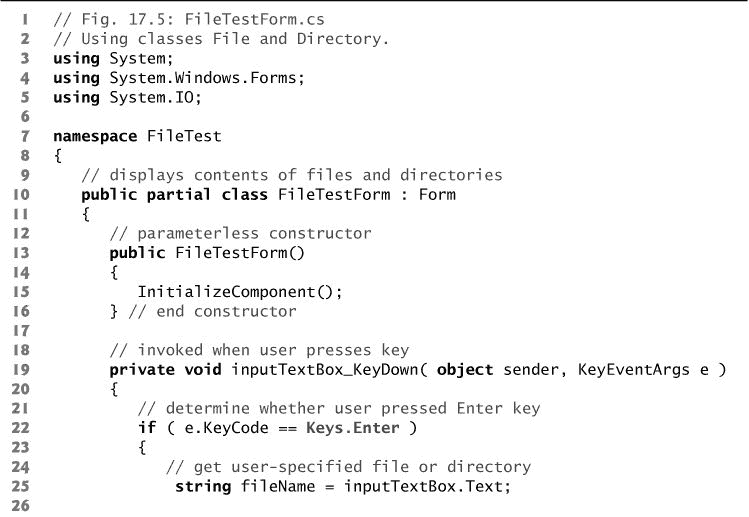 1 // Fig. 17.5: FileTestForm.cs
2 // Using classes File and Directory.
3 using System;
4 using System.Windows.Forms;
5 using System.IO;
6
7 namespace FileTest
8 {
9 // displays contents of files and directories
10 public partial class FileTestForm : Form
11 {
12 // parameterless constructor
13 public FileTestForm()
14 {
15 InitializeComponent();
16 } // end constructor
17
18 // invoked when user presses key
19 private void inputTextBox_KeyDown( object sender, KeyEventArgs e )
20 {
21 // determine whether user pressed Enter key
22 if ( e.KeyCode == Keys.Enter )
23 {
24 // get user-specified file or directory
25 string fileName = inputTextBox.Text;
26